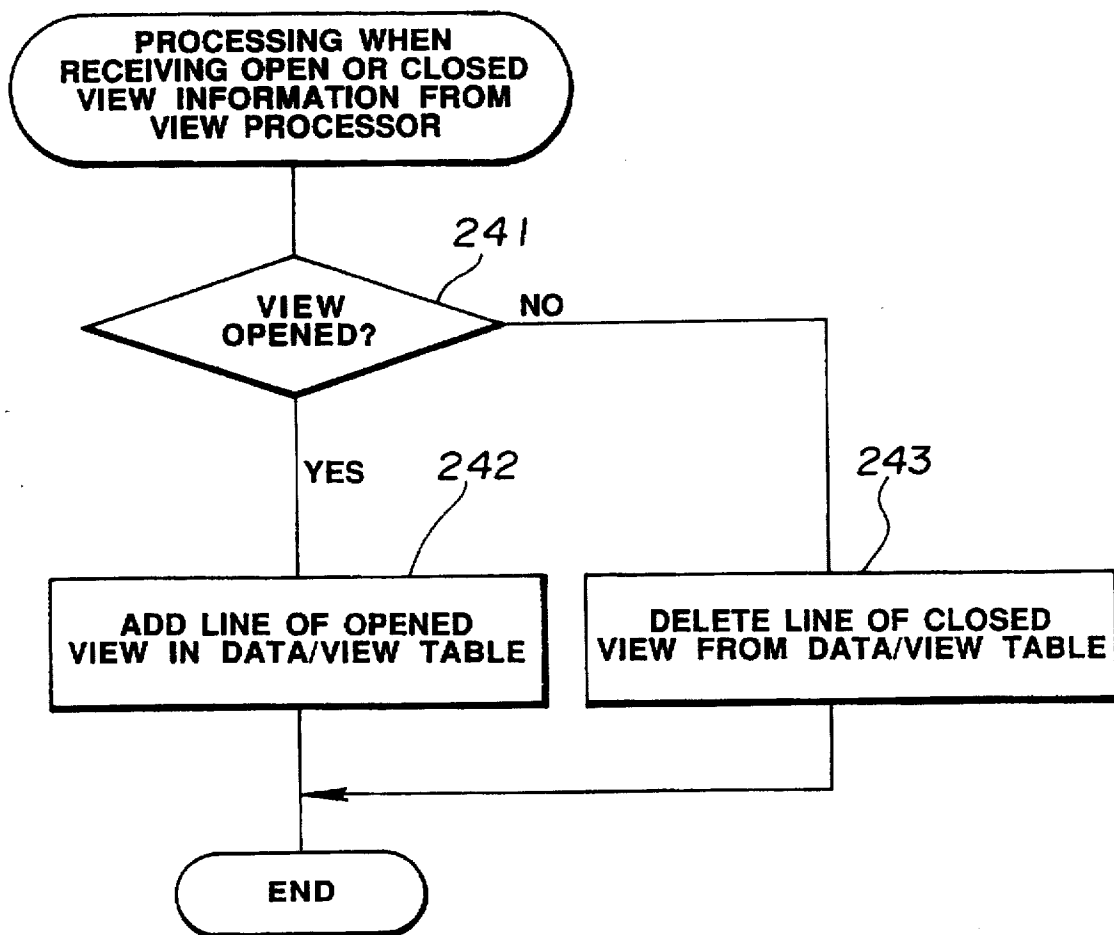 PROCESSING WHEN
RECEIVING OPEN OR CLOSED
VIEW INFORMATION FROM
VIEW PROCESSOR
241
VIEW
OPENED?
NO
YES
242
243
ADD LINE OF OPENED
VIEW IN DATA/VIEW TABLE
DELETE LINE OF CLOSED
VIEW FROM DATA/VIEW TABLE
END